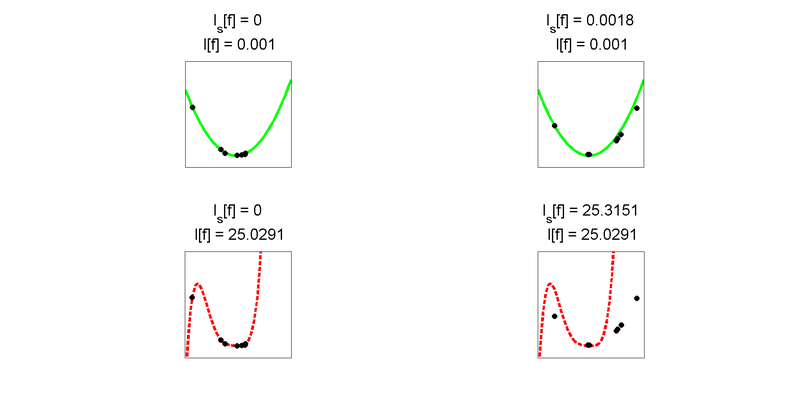 I_s[f] = 0
I[f] = 0.001
I_s[f] = 0.0018
I[f] = 0.001
I_s[f] = 0
I[f] = 25.0291
I_s[f] = 25.3151
I[f] = 25.0291